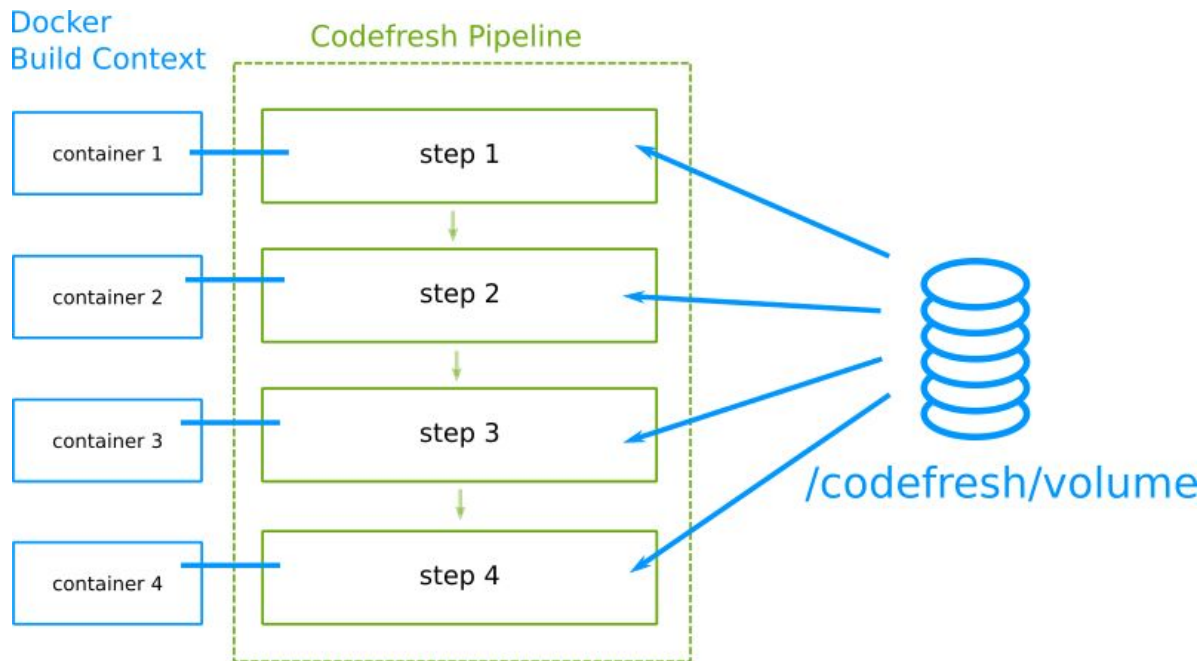 Docker
Build Context
Codefresh Pipeline
container 1
step 1
container 2
step 2
container 3
step 3
/codefresh/volume
container 4
step 4